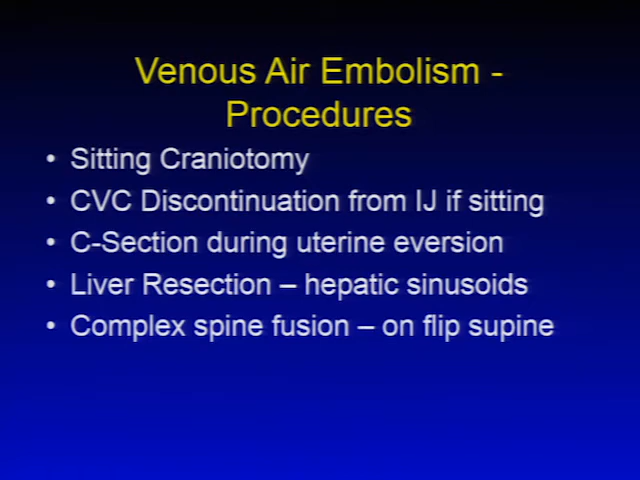 Venous Air Embolism -
Procedures
• Sitting Craniotomy
• CVC Discontinuation from IJ if sitting
• C-Section during uterine eversion
• Liver Resection – hepatic sinusoids
• Complex spine fusion – on flip supine